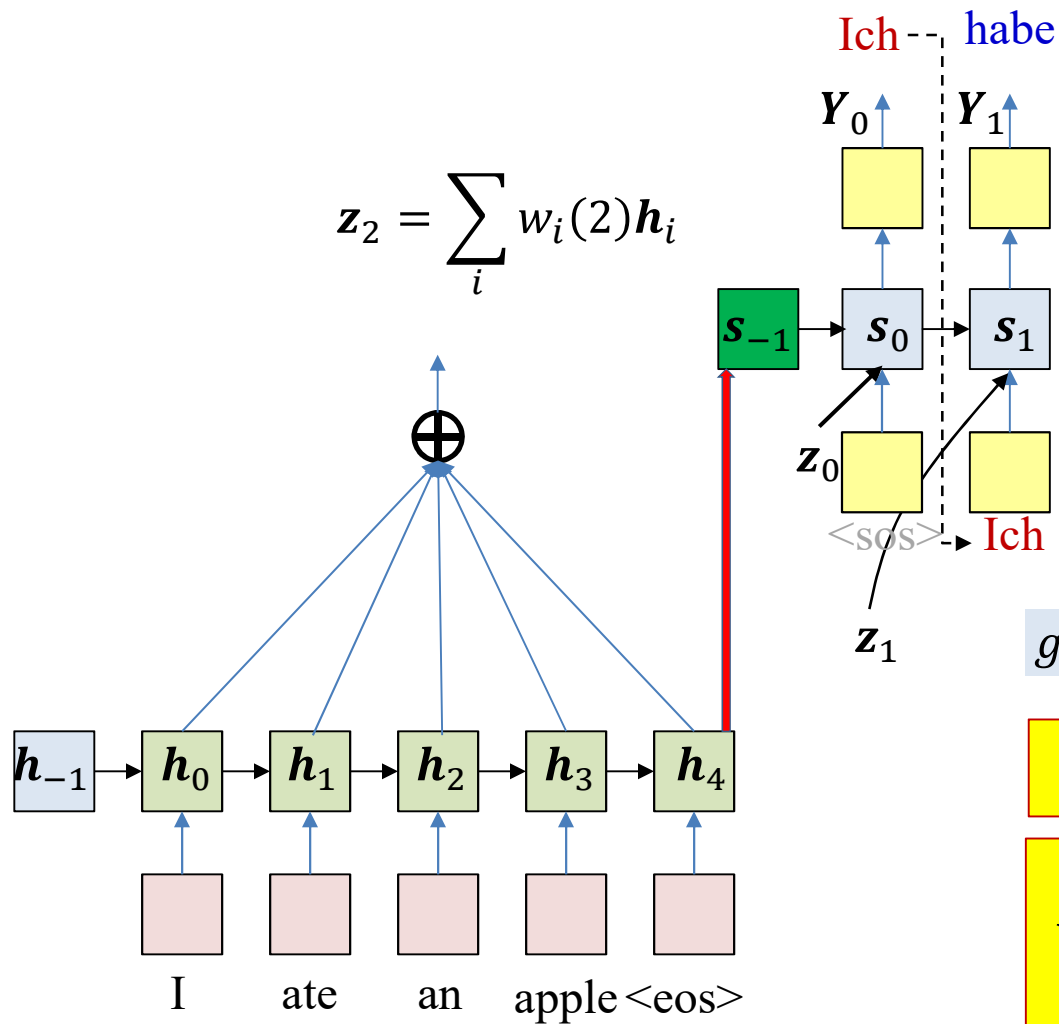 Ich habe
Y₀ Y₁
z₂ = ∑ᵢ wᵢ(2)hᵢ
s₋₁ s₀ s₁
z₀
<sos> Ich
z₁
g
h₋₁ h₀ h₁ h₂ h₃ h₄
I ate an apple <eos>